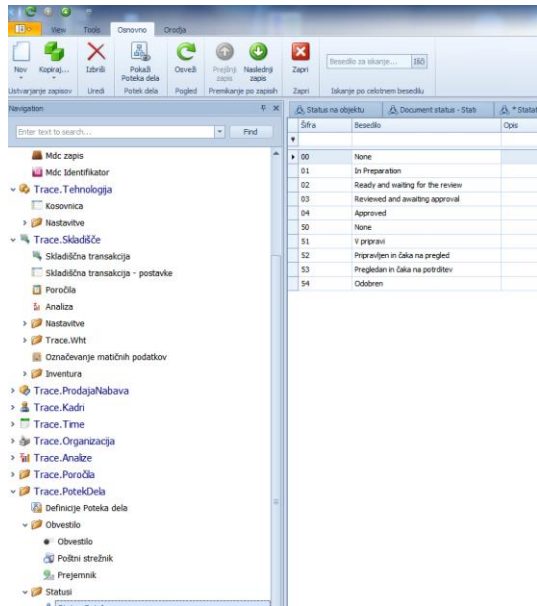 View Tools Osnovno Orodja
Nov Kopiraj... Izbriši Pokaži Poteka dela Osveži Prejšnji zapis Naslednji zapis Zapri Besedilo za iskanje... Išči
Ustvarjanje zapisov Uredi Potek dela Pogled Premikanje po zapisih Zapri Iskanje po celotnem besedilu
Navigation
Status na objektu Document status - Stati
Enter text to search... Find
Šifra Besedilo Opis
Mdc zapis
Mdc Identifikator
Trace.Tehnologija
Kosovnica
Nastavitve
Trace.Skladišče
Skladiščna transakcija
Skladiščna transakcija - postavke
Poročila
Analiza
Nastavitve
Trace.Wht
Označevanje matičnih podatkov
Inventura
Trace.ProdajaNabava
Trace.Kadri
Trace.Time
Trace.Organizacija
Trace.Analize
Trace.Poročila
Trace.PotekDela
Definicije Poteka dela
Obvestilo
Obvestilo
Poštni strežnik
Prejemnik
Statusi
00 None
01 In Preparation
02 Ready and waiting for the review
03 Reviewed and awaiting approval
04 Approved
50 None
51 V pripravi
52 Pripravljen in čaka na pregled
53 Pregledan in čaka na potrditev
54 Odobren